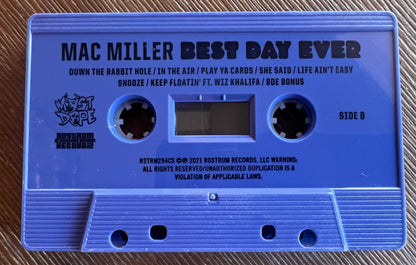 MAC MILLER BEST DAY EVER
DOWN THE RABBIT HOLE / IN THE AIR / PLAY YA CARDS / SHE SAID / LIFE AIN'T EASY
SNOOZE / KEEP FLOATIN' FT. WIZ KHALIFA / BDE BONUS
MOST DOPE
ROSTRUM
RECORDS
SIDE B
RSTRM294CS ©℗ 2021 ROSTRUM RECORDS, LLC WARNING:
ALL RIGHTS RESERVED/UNAUTHORIZED DUPLICATION IS A
VIOLATION OF APPLICABLE LAWS.